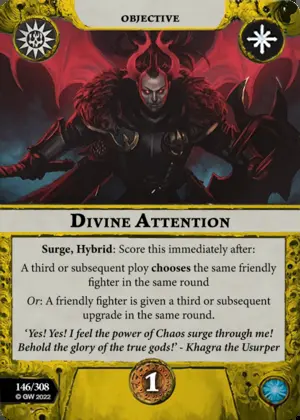 OBJECTIVE
DIVINE ATTENTION
Surge, Hybrid: Score this immediately after:
A third or subsequent ploy chooses the same friendly
fighter in the same round
Or: A friendly fighter is given a third or subsequent
upgrade in the same round.
‘Yes! Yes! I feel the power of Chaos surge through me!
Behold the glory of the true gods!’ - Khagra the Usurper
146/308
© GW 2022
1